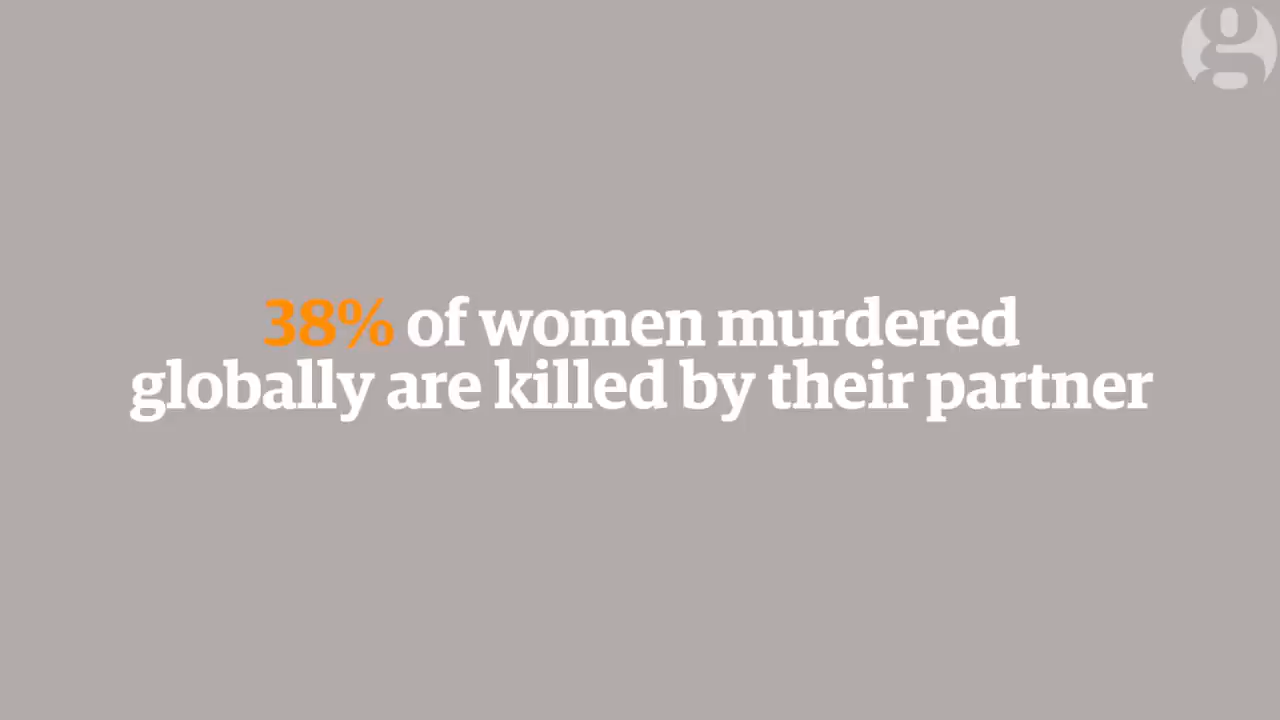 38% of women murdered
globally are killed by their partner